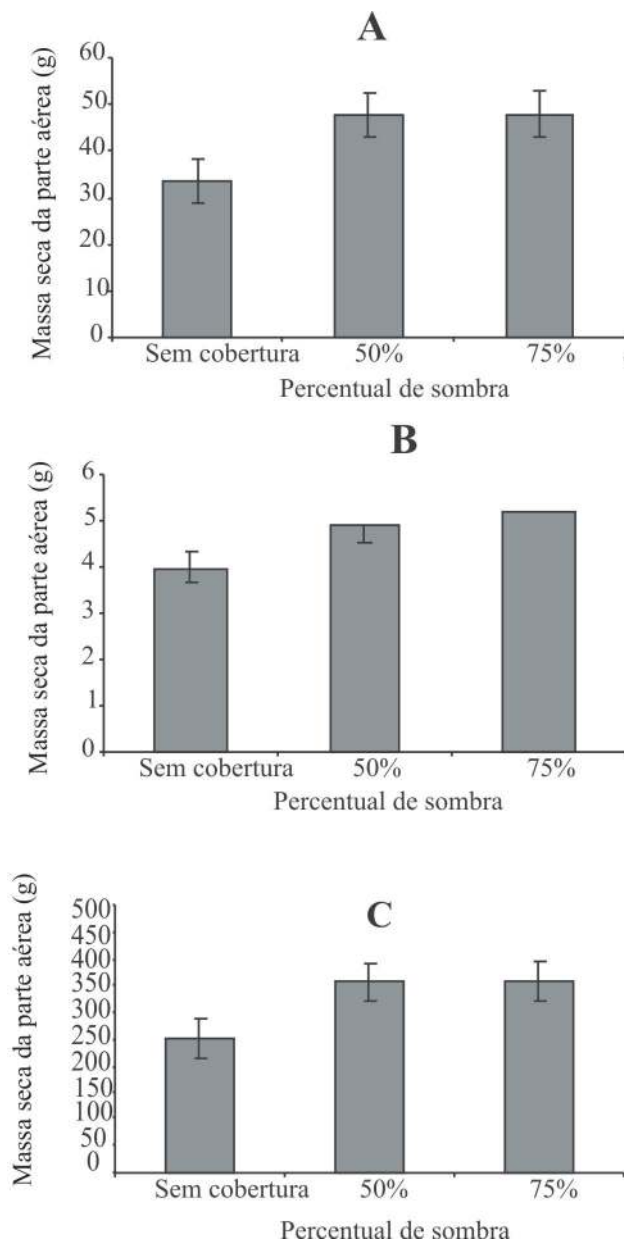 A
Massa seca da parte aérea (g)
60
50
40
30
20
10
0
Sem cobertura 50% 75%
Percentual de sombra
B
Massa seca da parte aérea (g)
6
5
4
3
2
1
0
Sem cobertura 50% 75%
Percentual de sombra
C
Massa seca da parte aérea (g)
500
450
400
350
300
250
200
150
100
50
0
Sem cobertura 50% 75%
Percentual de sombra